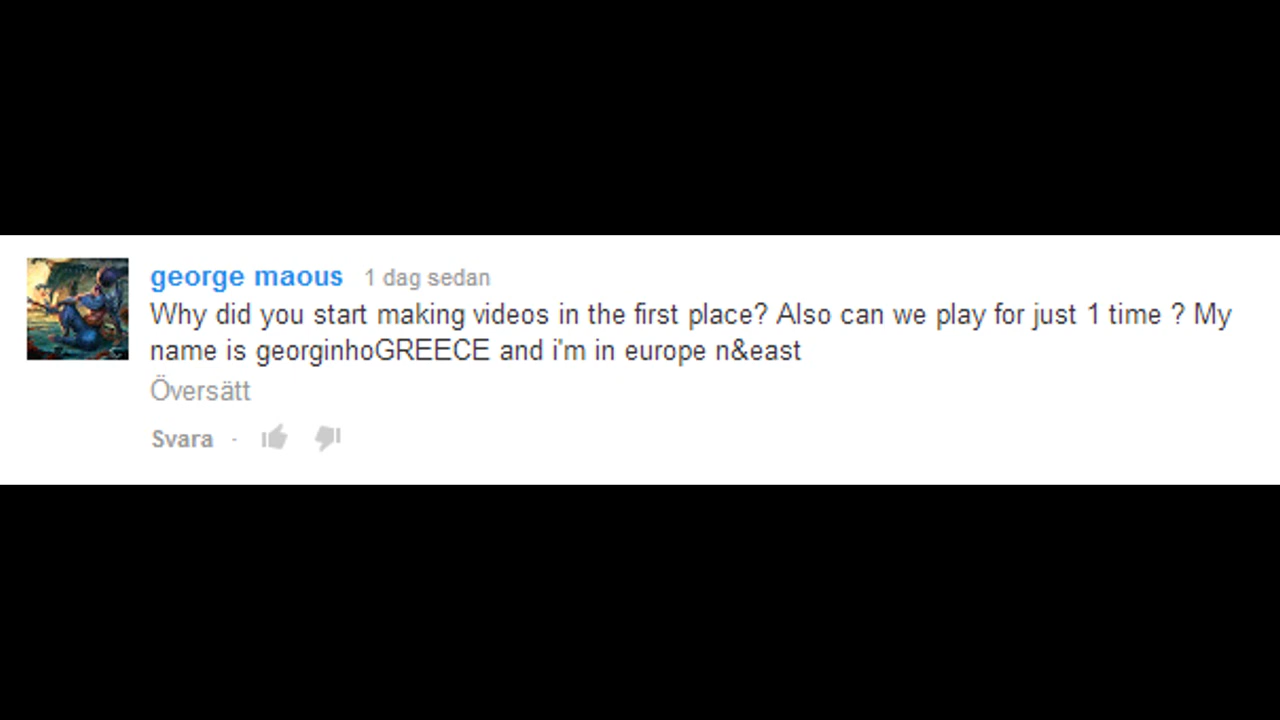 george maous 1 dag sedan
Why did you start making videos in the first place? Also can we play for just 1 time ? My
name is georginhoGREECE and i'm in europe n&east
Översätt
Svara ·